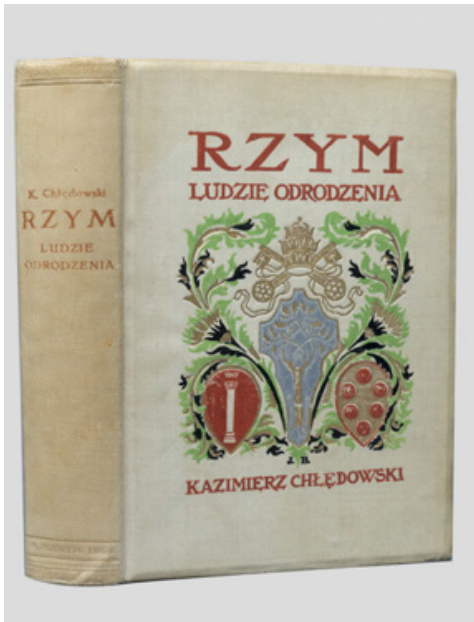 K. Chłędowski
RZYM
LUDZIE
ODRODZENIA
RZYM
LUDZIE ODRODZENIA
J. B.
KAZIMIERZ CHŁĘDOWSKI